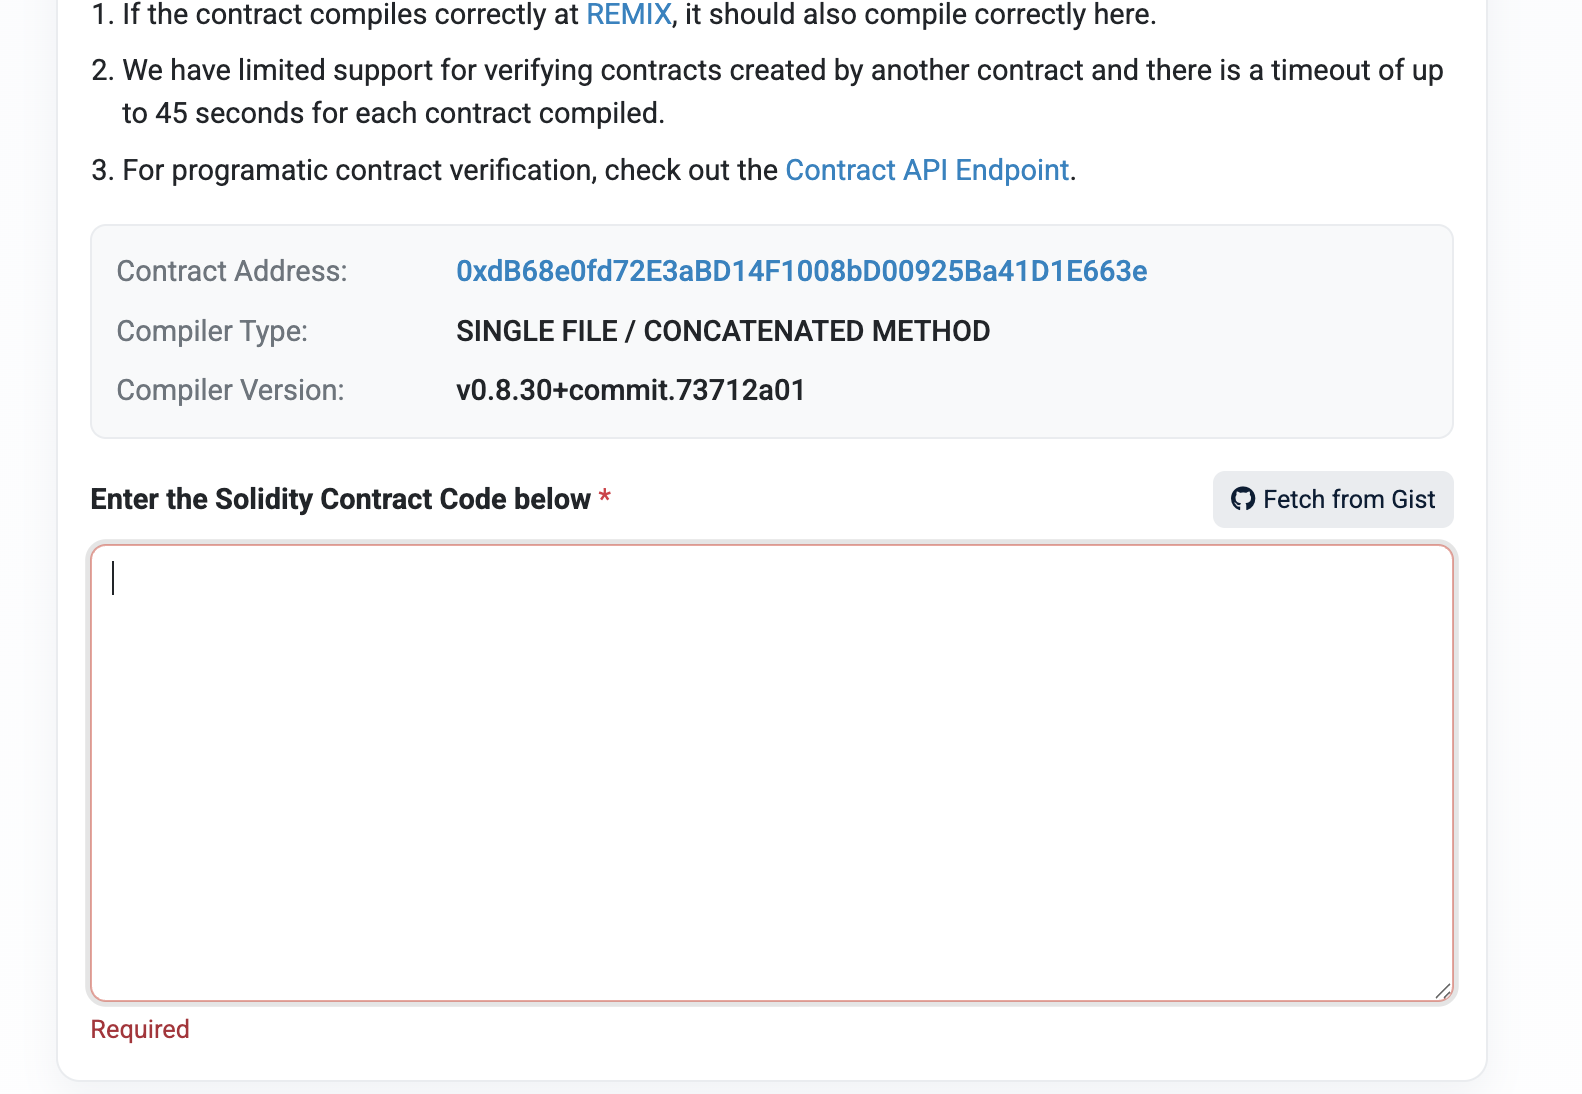 1. If the contract compiles correctly at REMIX, it should also compile correctly here.
2. We have limited support for verifying contracts created by another contract and there is a timeout of up
to 45 seconds for each contract compiled.
3. For programatic contract verification, check out the Contract API Endpoint.
Contract Address: 0xdB68e0fd72E3aBD14F1008bD00925Ba41D1E663e
Compiler Type: SINGLE FILE / CONCATENATED METHOD
Compiler Version: v0.8.30+commit.73712a01
Enter the Solidity Contract Code below * Fetch from Gist
Required